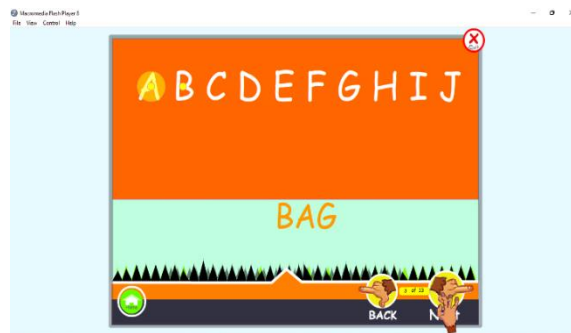 Macromedia Flash Player 8
File View Control Help
A B C D E F G H I J
BAG
BACK